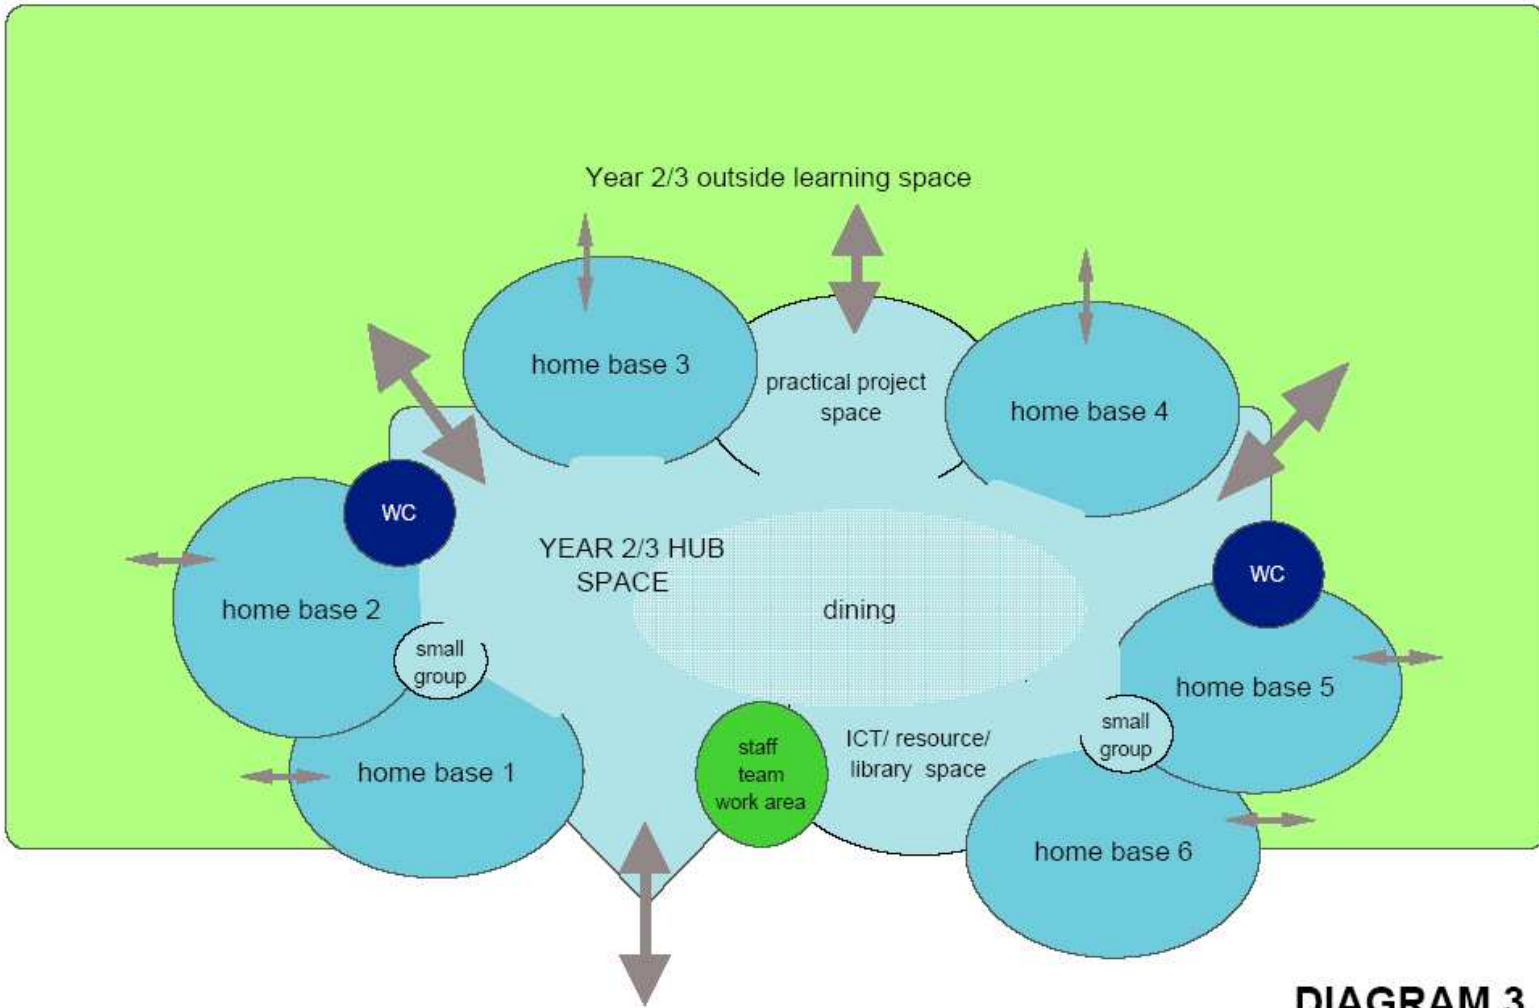 Year 2/3 outside learning space
home base 3
practical project
space
home base 4
WC
YEAR 2/3 HUB
SPACE
WC
home base 2
dining
small
group
home base 5
small
group
home base 1
staff
team
work area
ICT/ resource/
library space
home base 6
DIAGRAM 3